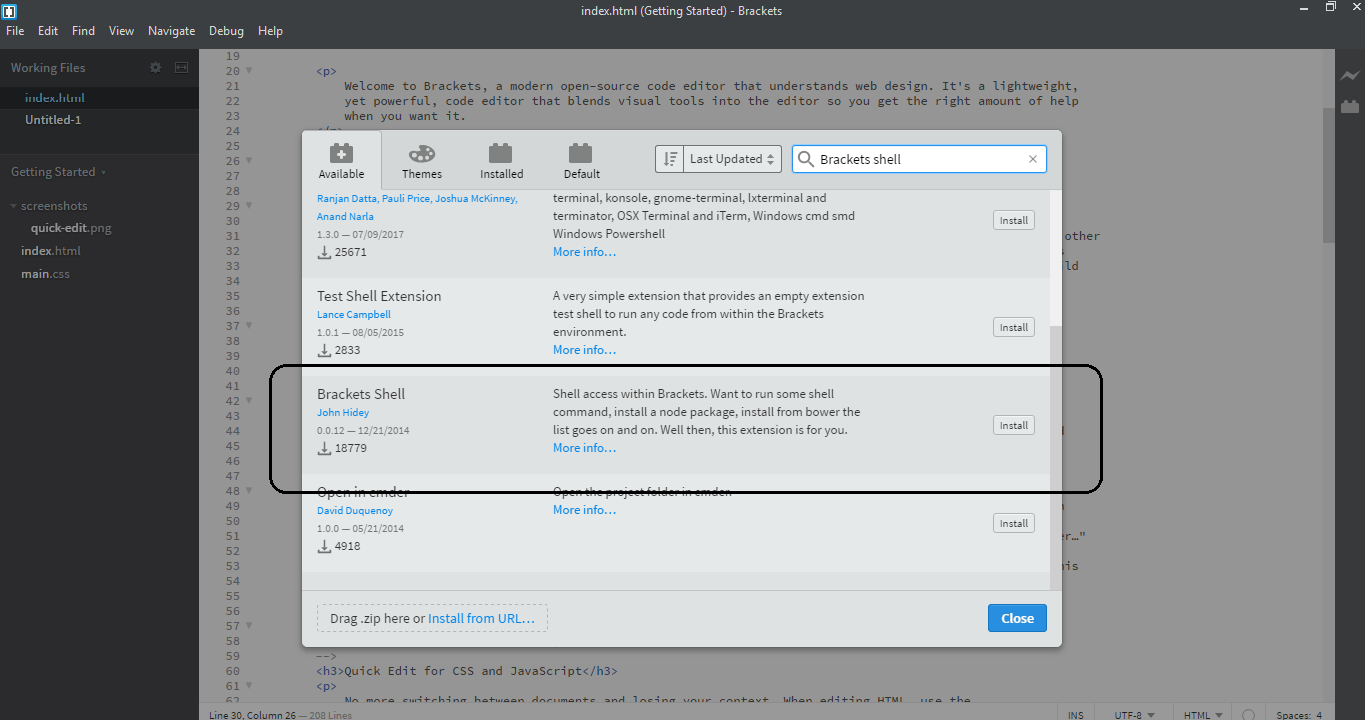 index.html (Getting Started) - Brackets
File Edit Find View Navigate Debug Help
Working Files
index.html
Untitled-1
Getting Started
screenshots
quick-edit.png
index.html
main.css
19
20 <p>
21 Welcome to Brackets, a modern open-source code editor that understands web design. It's a lightweight,
22 yet powerful, code editor that blends visual tools into the editor so you get the right amount of help
23 when you want it.
24
25
26
27
28
29
30
31 other
32
33 ld
34
35
36
37
38
39
40
41
42
43
44
45
46
47
48
49
50
51 er…"
52
53 his
54
55
56
57
58
59 -->
60 <h3>Quick Edit for CSS and JavaScript</h3>
61 <p>
62 No more switching between documents and losing your context. When editing HTML, use the
Available
Themes
Installed
Default
Last Updated
Brackets shell
×
Ranjan Datta, Pauli Price, Joshua McKinney,
Anand Narla
1.3.0 — 07/09/2017
25671
terminal, konsole, gnome-terminal, lxterminal and
terminator, OSX Terminal and iTerm, Windows cmd smd
Windows Powershell
More info…
Install
Test Shell Extension
Lance Campbell
1.0.1 — 08/05/2015
2833
A very simple extension that provides an empty extension
test shell to run any code from within the Brackets
environment.
More info…
Install
Brackets Shell
John Hidey
0.0.12 — 12/21/2014
18779
Shell access within Brackets. Want to run some shell
command, install a node package, install from bower the
list goes on and on. Well then, this extension is for you.
More info…
Install
Open in cmder
David Duquenoy
1.0.0 — 05/21/2014
4918
Open the project folder in cmder.
More info…
Install
Drag .zip here or Install from URL…
Close
Line 30, Column 26 — 208 Lines
INS UTF-8 HTML Spaces: 4